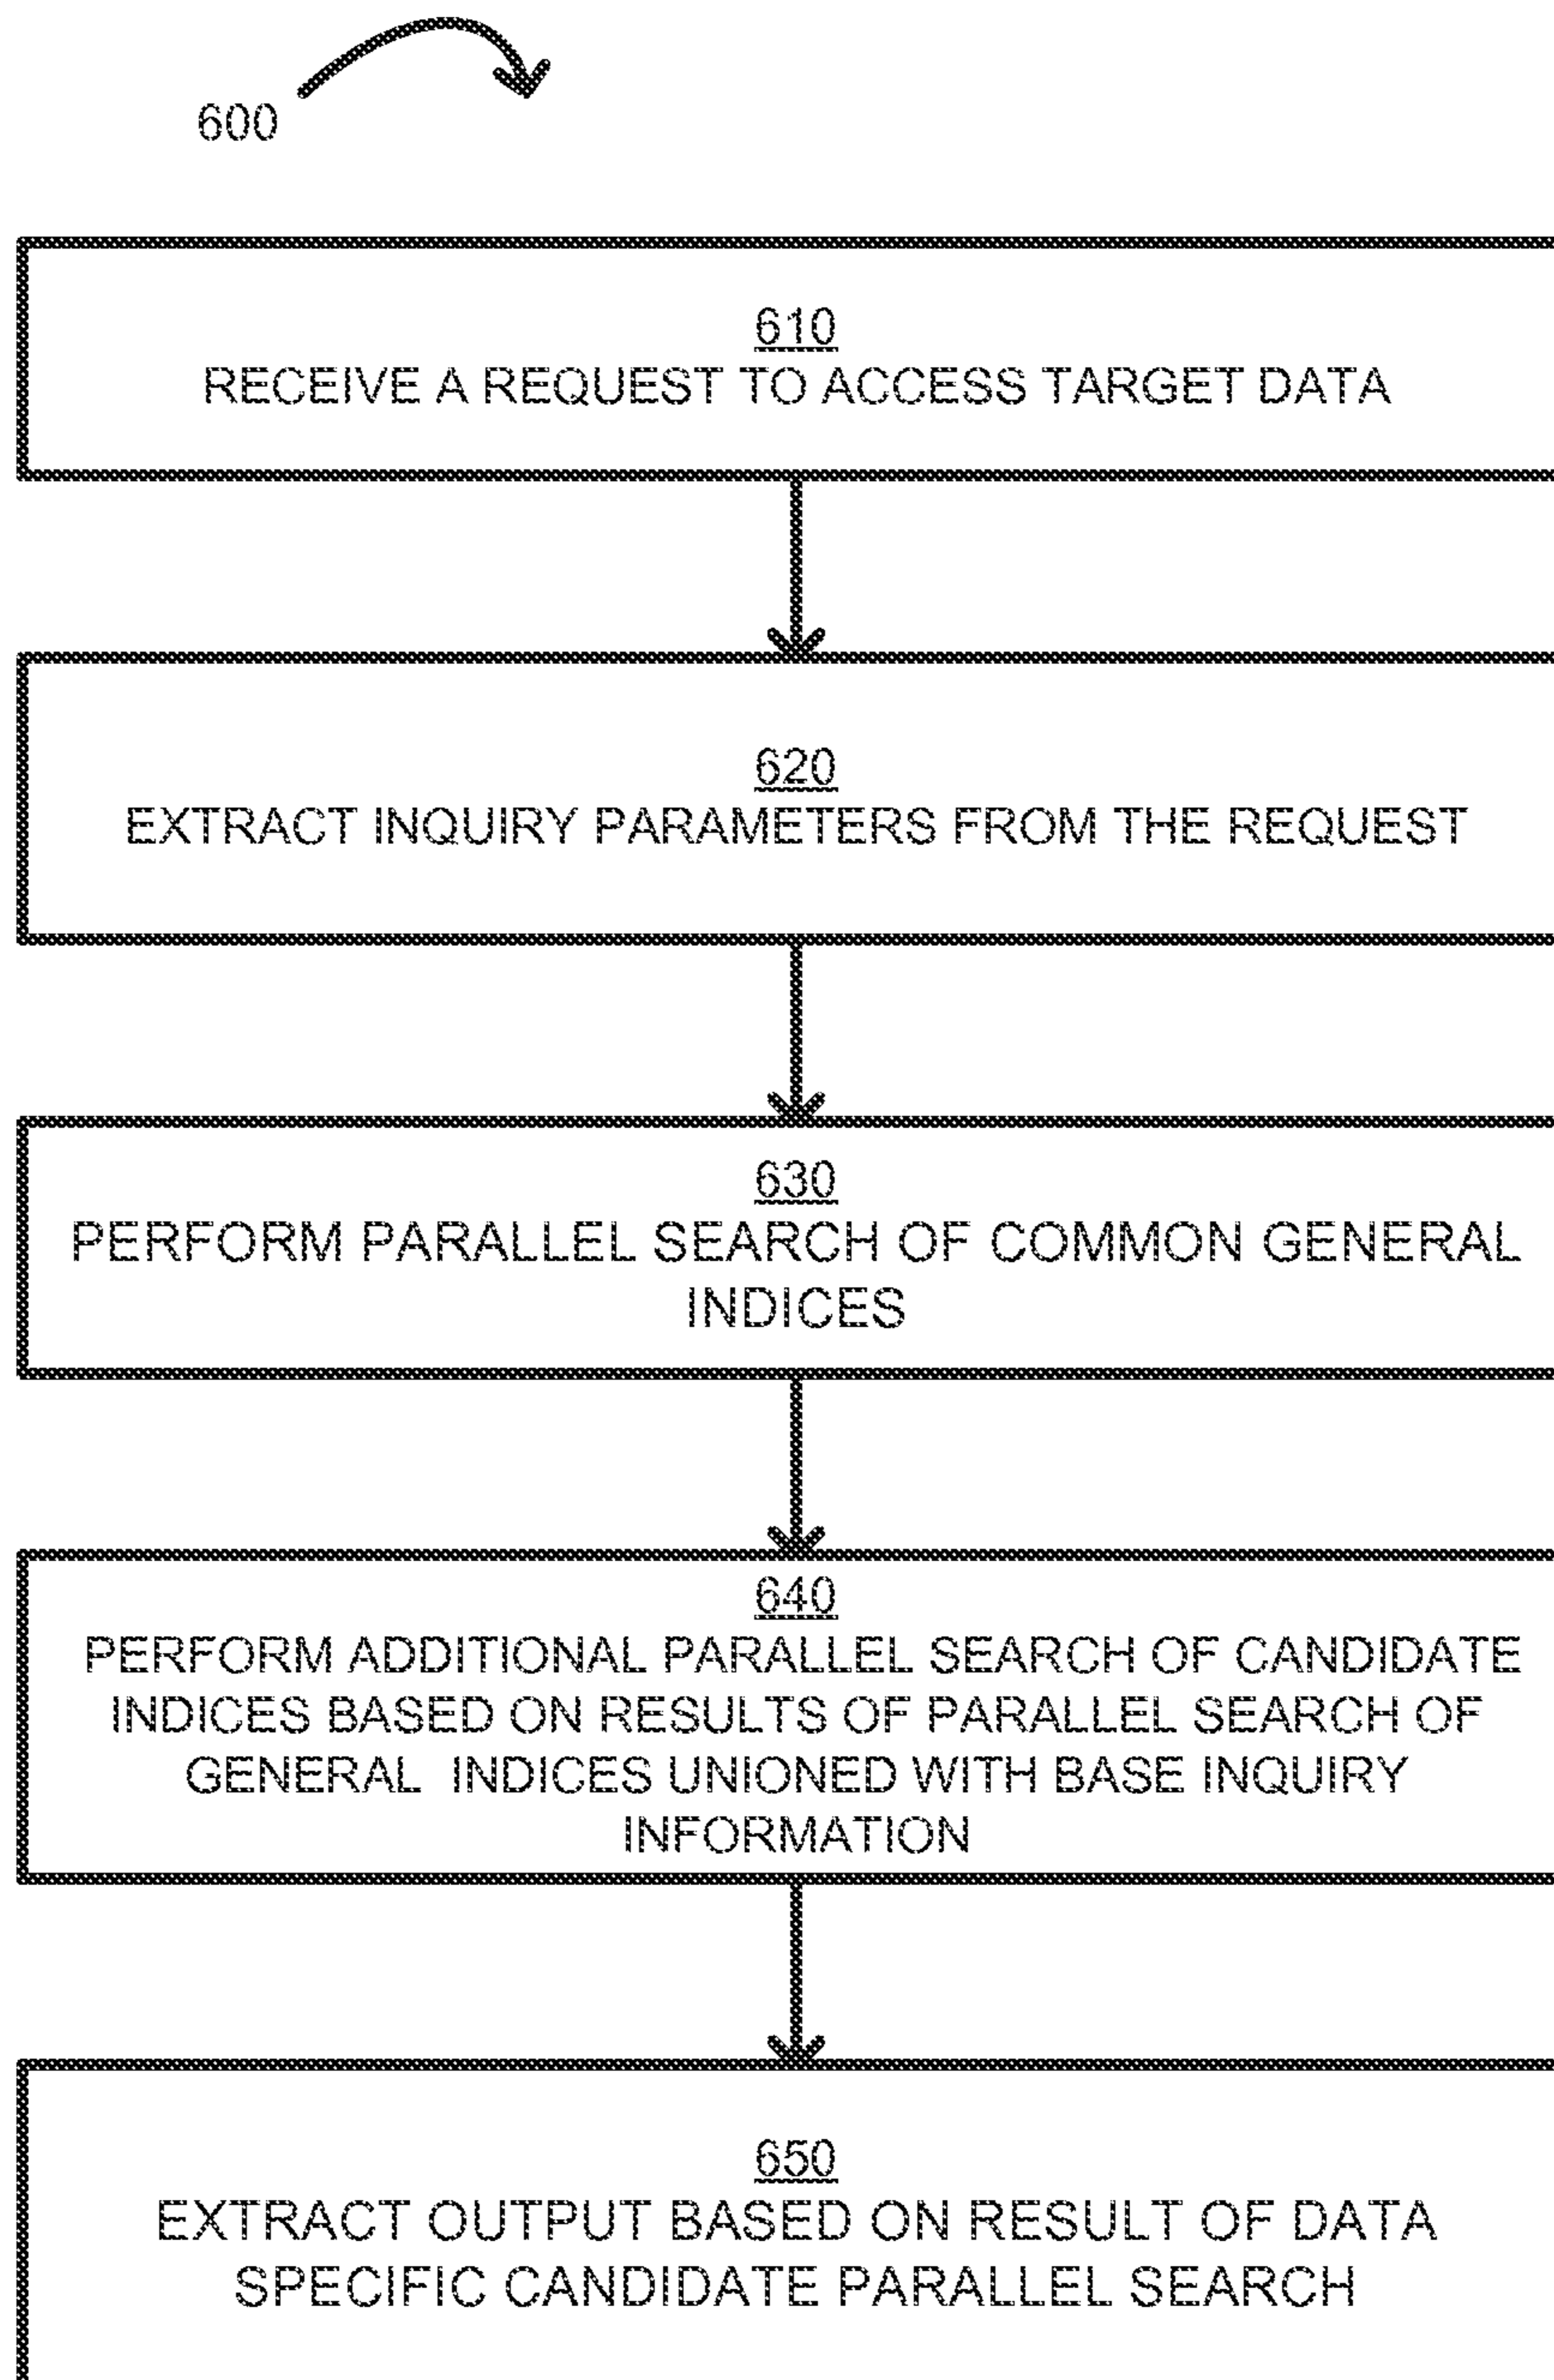 600
610
RECEIVE A REQUEST TO ACCESS TARGET DATA
620
EXTRACT INQUIRY PARAMETERS FROM THE REQUEST
630
PERFORM PARALLEL SEARCH OF COMMON GENERAL
INDICES
640
PERFORM ADDITIONAL PARALLEL SEARCH OF CANDIDATE
INDICES BASED ON RESULTS OF PARALLEL SEARCH OF
GENERAL INDICES UNIONED WITH BASE INQUIRY
INFORMATION
650
EXTRACT OUTPUT BASED ON RESULT OF DATA
SPECIFIC CANDIDATE PARALLEL SEARCH